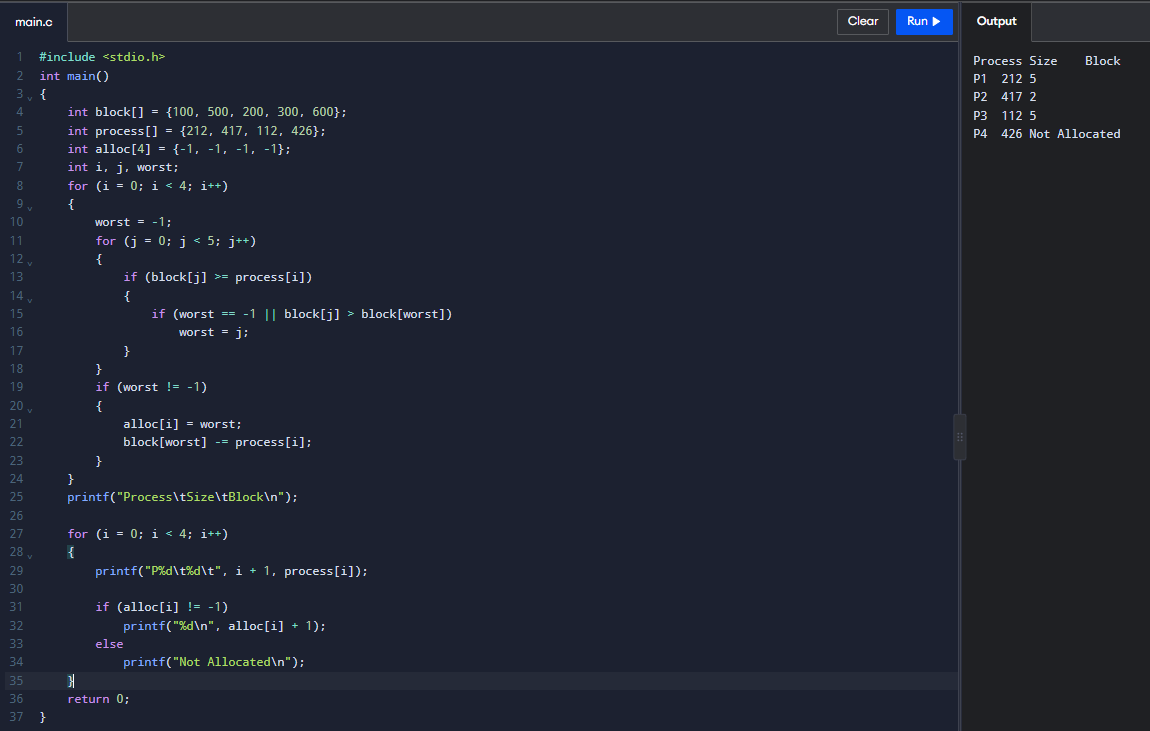 main.c
Clear
Run
Output
1 #include <stdio.h>
2 int main()
3 {
4     int block[] = {100, 500, 200, 300, 600};
5     int process[] = {212, 417, 112, 426};
6     int alloc[4] = {-1, -1, -1, -1};
7     int i, j, worst;
8     for (i = 0; i < 4; i++)
9     {
10         worst = -1;
11         for (j = 0; j < 5; j++)
12         {
13             if (block[j] >= process[i])
14             {
15                 if (worst == -1 || block[j] > block[worst])
16                     worst = j;
17             }
18         }
19         if (worst != -1)
20         {
21             alloc[i] = worst;
22             block[worst] -= process[i];
23         }
24     }
25     printf("Process\tSize\tBlock\n");
26
27     for (i = 0; i < 4; i++)
28     {
29         printf("P%d\t%d\t", i + 1, process[i]);
30
31         if (alloc[i] != -1)
32             printf("%d\n", alloc[i] + 1);
33         else
34             printf("Not Allocated\n");
35     }
36     return 0;
37 }
Process Size    Block
P1  212 5
P2  417 2
P3  112 5
P4  426 Not Allocated